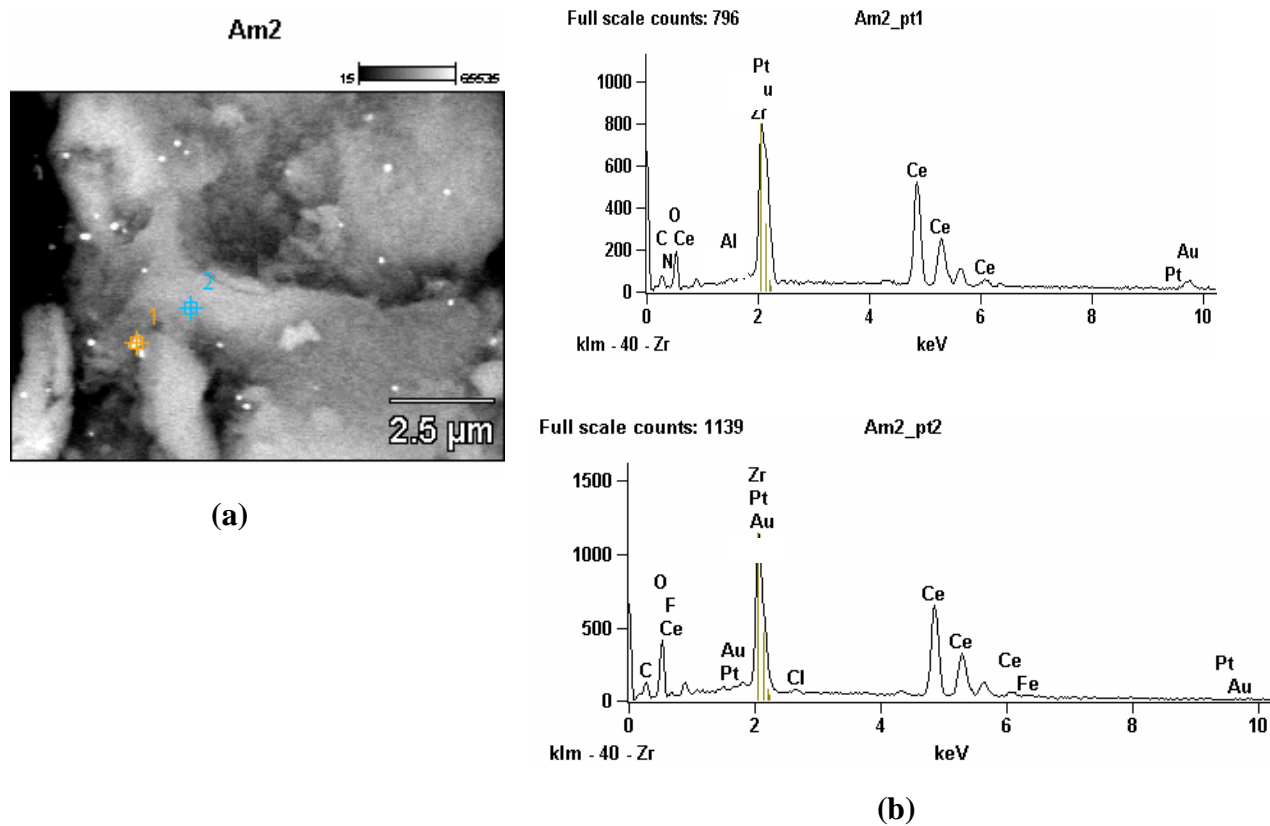 Am2
15 65535
2
1
2.5 µm
(a)
Full scale counts: 796 Am2_pt1
1000
800
600
400
200
0
Pt
u
Zr
O
C Ce
N
Al
Ce
Ce
Ce
Au
Pt
0 2 4 6 8 10
klm - 40 - Zr keV
Full scale counts: 1139 Am2_pt2
1500
1000
500
0
Zr
Pt
Au
O
F
Ce
C
Au
Pt
Cl
Ce
Ce
Ce
Fe
Pt
Au
0 2 4 6 8 10
klm - 40 - Zr keV
(b)